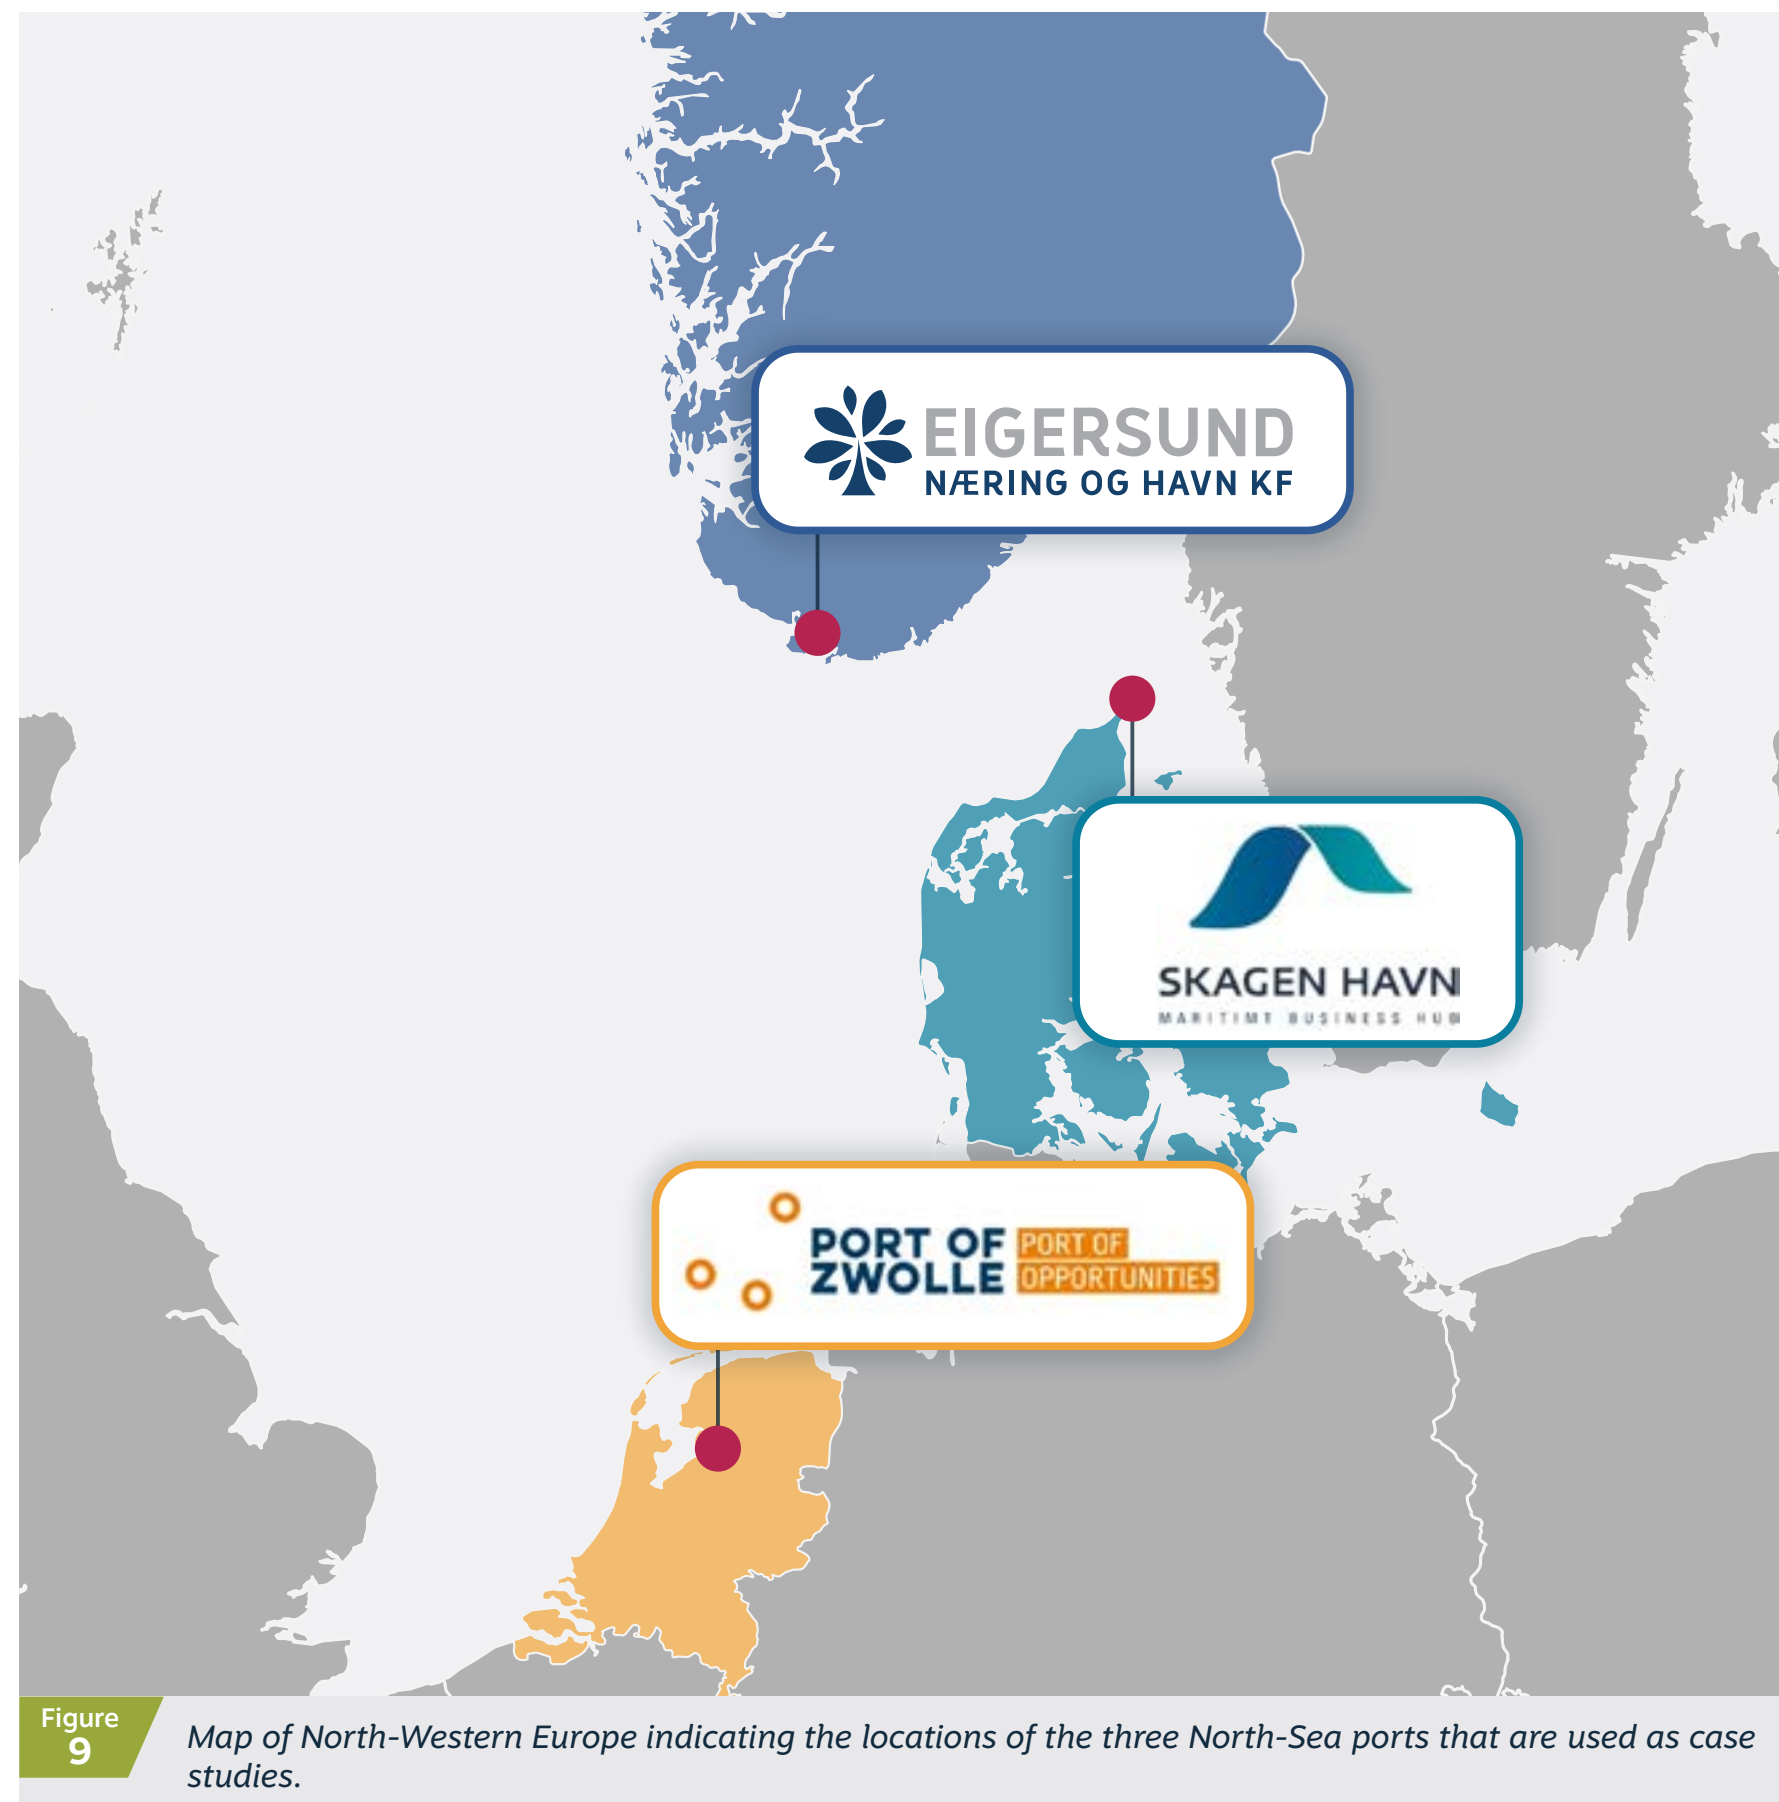 EIGERSUND
NÆRING OG HAVN KF
SKAGEN HAVN
MARITIMT BUSINESS HUB
PORT OF ZWOLLE
PORT OF OPPORTUNITIES
Figure
9
Map of North-Western Europe indicating the locations of the three North-Sea ports that are used as case
studies.